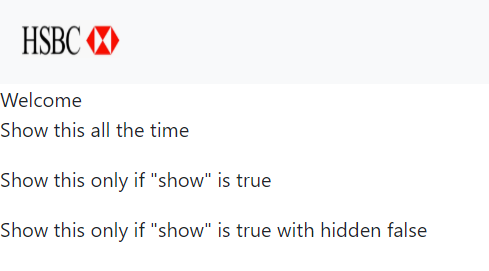 HSBC
Welcome
Show this all the time
Show this only if "show" is true
Show this only if "show" is true with hidden false